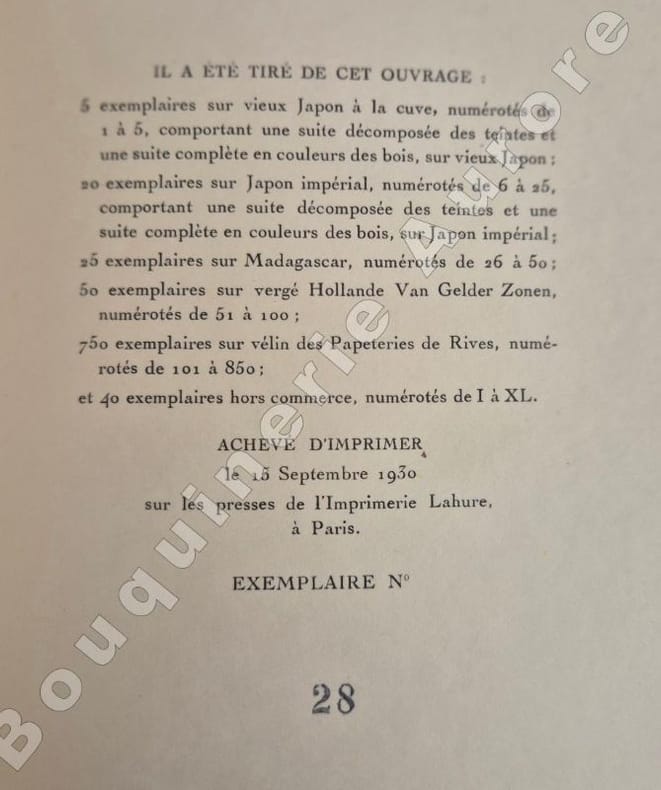 IL A ÉTÉ TIRÉ DE CET OUVRAGE :
5 exemplaires sur vieux Japon à la cuve, numérotés de
1 à 5, comportant une suite décomposée des teintes et
une suite complète en couleurs des bois, sur vieux Japon ;
20 exemplaires sur Japon impérial, numérotés de 6 à 25,
comportant une suite décomposée des teintes et une
suite complète en couleurs des bois, sur Japon impérial ;
25 exemplaires sur Madagascar, numérotés de 26 à 50 ;
50 exemplaires sur vergé Hollande Van Gelder Zonen,
numérotés de 51 à 100 ;
750 exemplaires sur vélin des Papeteries de Rives, numé-
rotés de 101 à 850 ;
et 40 exemplaires hors commerce, numérotés de I à XL.
ACHEVÉ D'IMPRIMER
le 15 Septembre 1930
sur les presses de l'Imprimerie Lahure,
à Paris.
EXEMPLAIRE N°
28
Bouquinerie Aurore